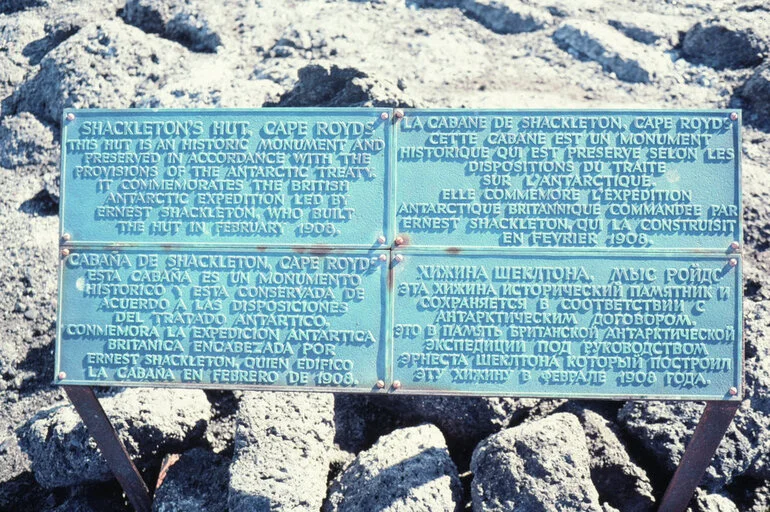 SHACKLETON'S HUT, CAPE ROYDS
THIS HUT IS AN HISTORIC MONUMENT AND
PRESERVED IN ACCORDANCE WITH THE
PROVISIONS OF THE ANTARCTIC TREATY.
IT COMMEMORATES THE BRITISH
ANTARCTIC EXPEDITION LED BY
ERNEST SHACKLETON, WHO BUILT
THE HUT IN FEBRUARY 1908.
LA CABANE DE SHACKLETON, CAPE ROYDS
CETTE CABANE EST UN MONUMENT
HISTORIQUE QUI EST PRESERVE SELON LES
DISPOSITIONS DU TRAITE
SUR L'ANTARCTIQUE.
ELLE COMMEMORE L'EXPEDITION
ANTARCTIQUE BRITANNIQUE COMMANDEE PAR
ERNEST SHACKLETON, QUI LA CONSTRUISIT
EN FEVRIER 1908.
CABAÑA DE SHACKLETON, CAPE ROYDS
ESTA CABAÑA ES UN MONUMENTO
HISTORICO Y ESTA CONSERVADA DE
ACUERDO A LAS DISPOSICIONES
DEL TRATADO ANTARTICO.
CONMEMORA LA EXPEDICION ANTARTICA
BRITANICA ENCABEZADA POR
ERNEST SHACKLETON, QUIEN EDIFICO
LA CABAÑA EN FEBRERO DE 1908.
ХИЖИНА ШЕКЛТОНА, МЫС РОЙДС
ЭТА ХИЖИНА ИСТОРИЧЕСКИЙ ПАМЯТНИК И
СОХРАНЯЕТСЯ В СООТВЕТСТВИИ С
АНТАРКТИЧЕСКИМ ДОГОВОРОМ.
ЭТО В ПАМЯТЬ БРИТАНСКОЙ АНТАРКТИЧЕСКОЙ
ЭКСПЕДИЦИИ ПОД РУКОВОДСТВОМ
ЭРНЕСТА ШЕКЛТОНА КОТОРЫЙ ПОСТРОИЛ
ЭТУ ХИЖИНУ В ФЕВРАЛЕ 1908 ГОДА.